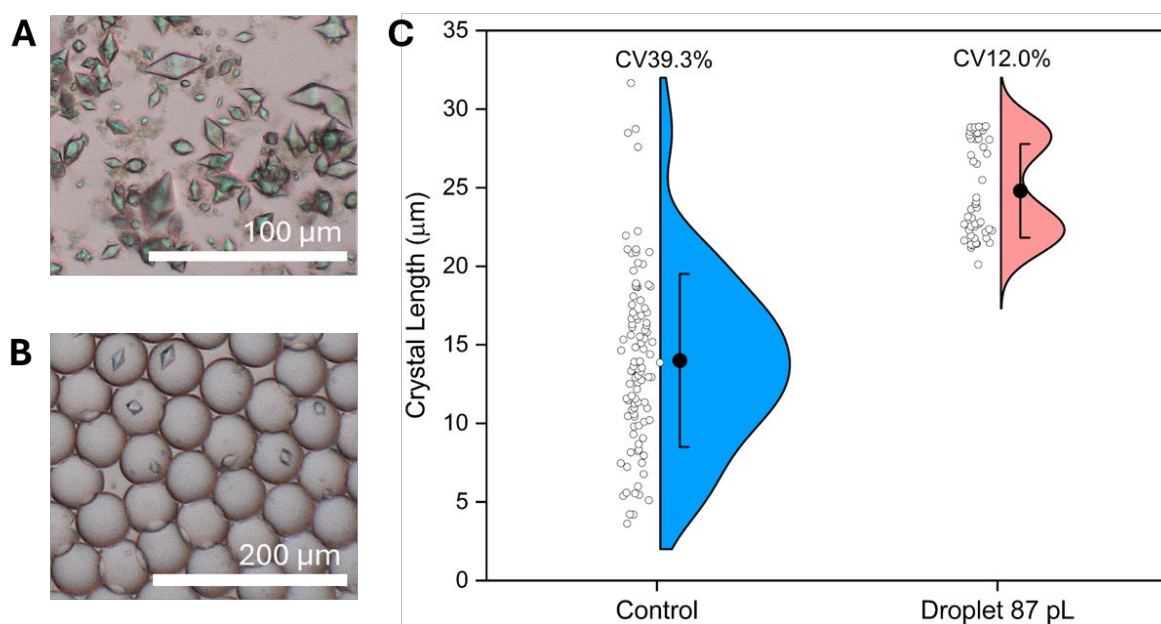 A
100 μm
B
200 μm
C
Crystal Length (μm)
35
30
25
20
15
10
5
0
CV39.3%
CV12.0%
Control
Droplet 87 pL